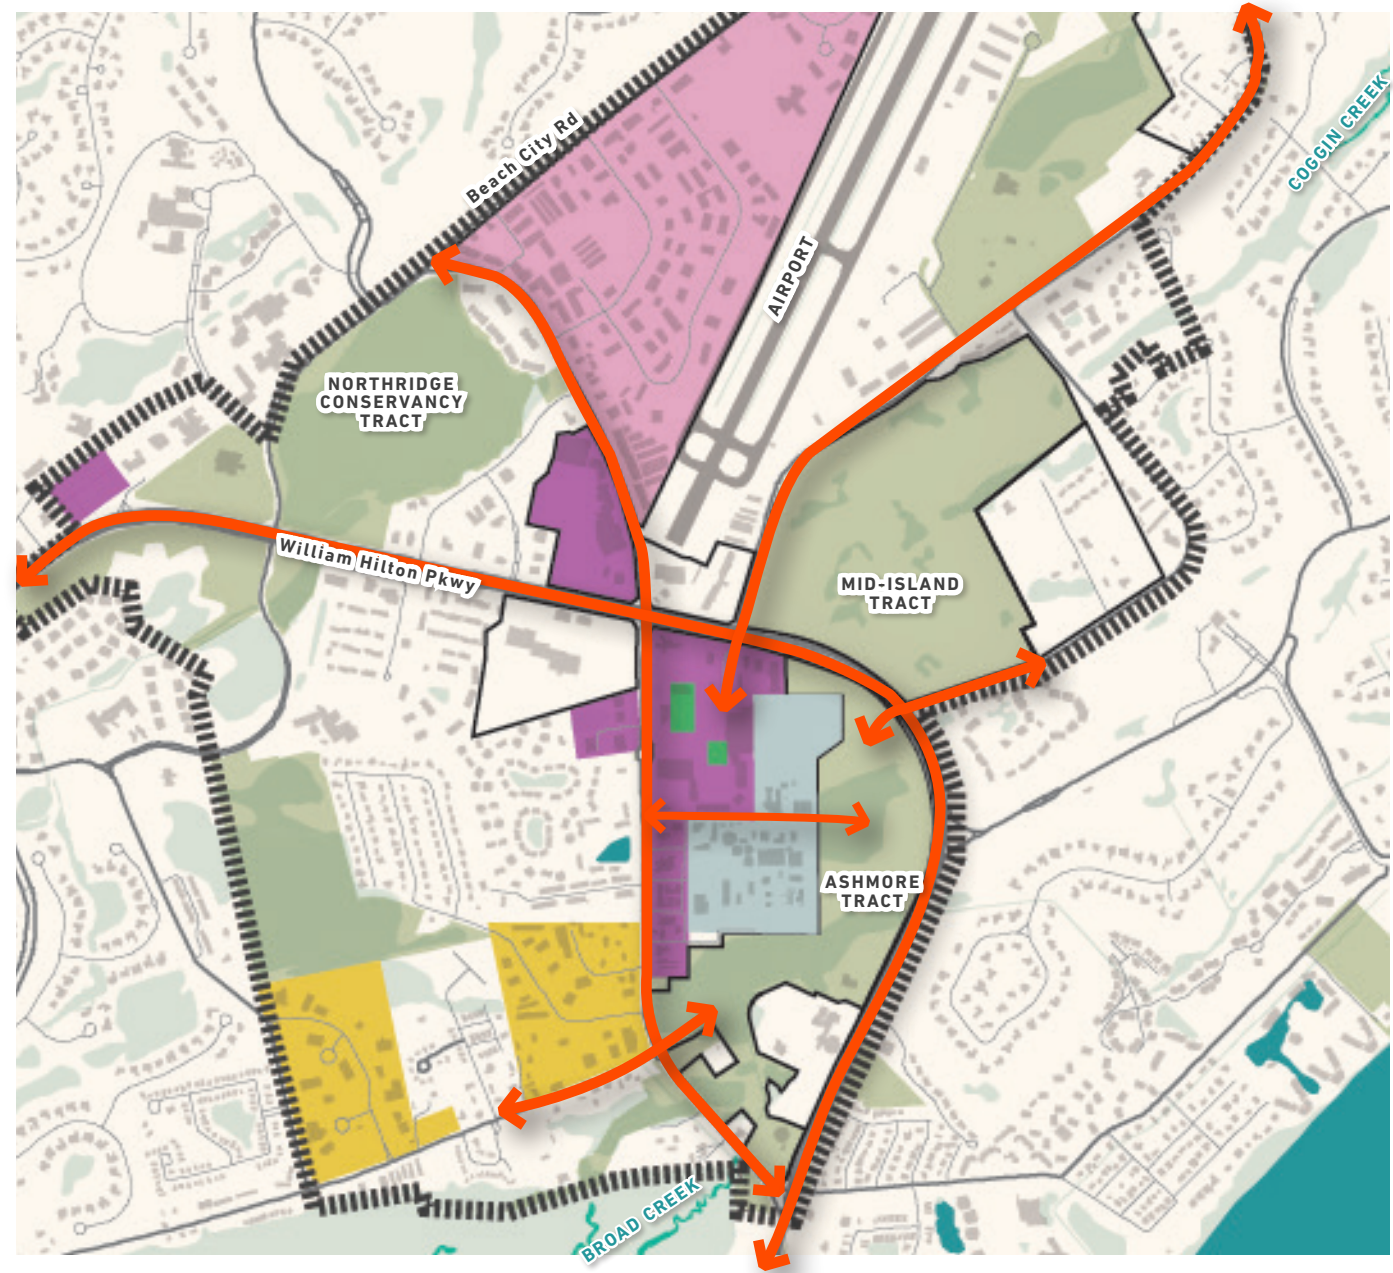 Beach City Rd
COGGIN CREEK
AIRPORT
NORTHRIDGE
CONSERVANCY
TRACT
William Hilton Pkwy
MID-ISLAND
TRACT
ASHMORE
TRACT
BROAD CREEK